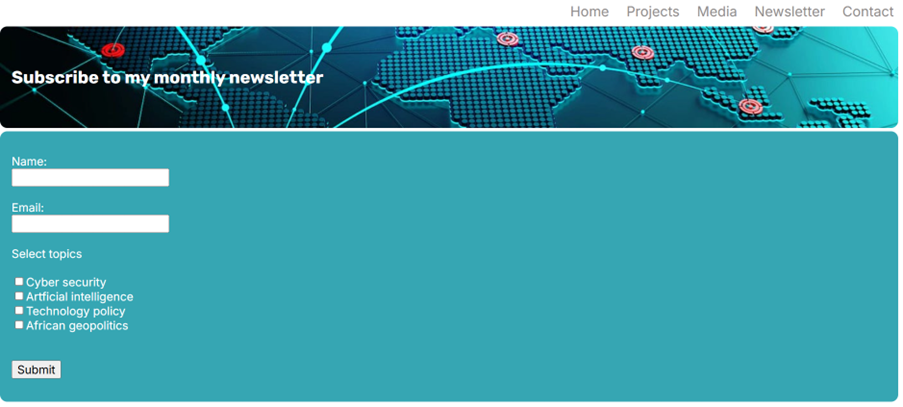 Home Projects Media Newsletter Contact
Subscribe to my monthly newsletter
Name:
Email:
Select topics
Cyber security
Artficial intelligence
Technology policy
African geopolitics
Submit